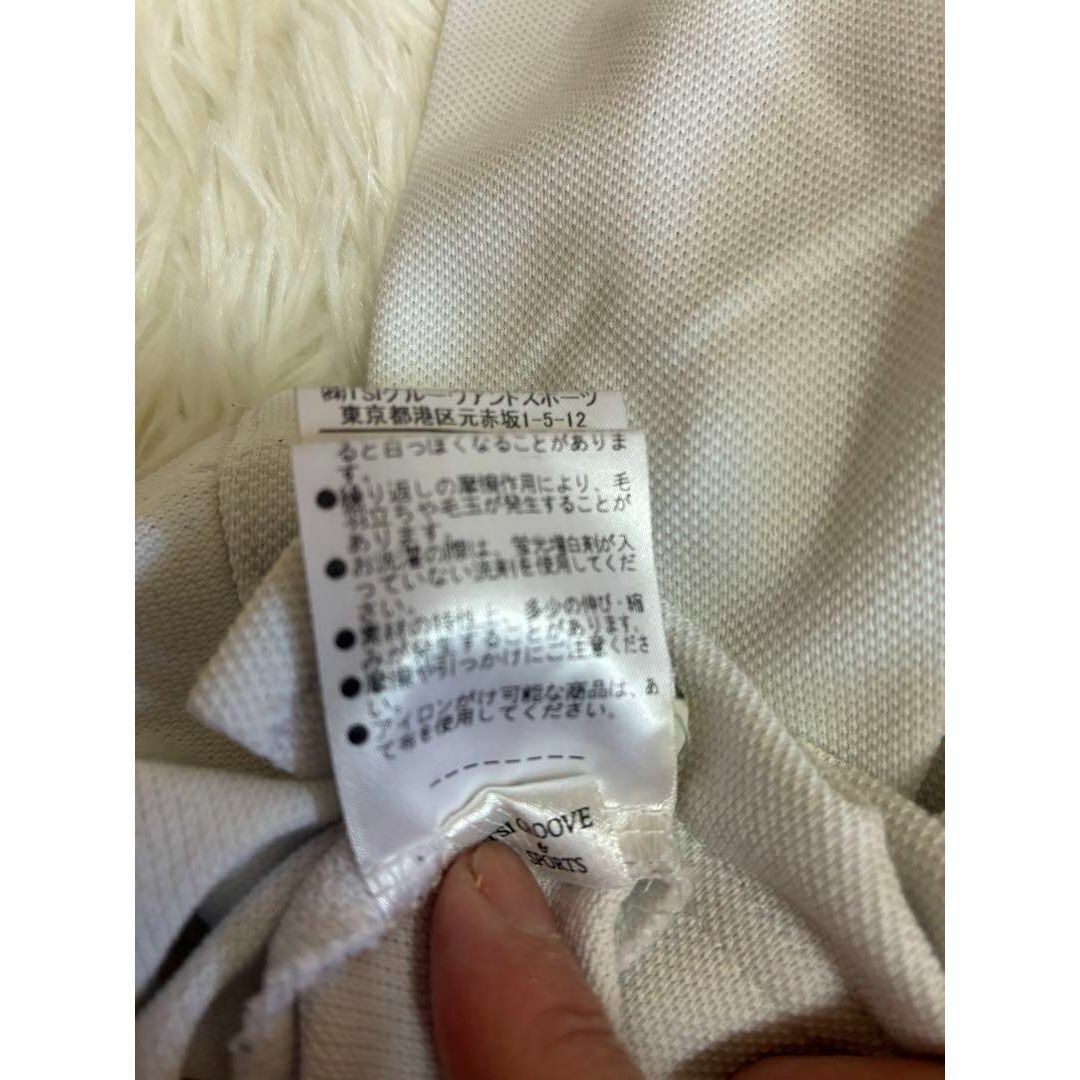 ㈱TSIグルーヴアンドスポーツ
東京都港区元赤坂1-5-12
ると白っぽくなることがありま
す。
●繰り返しの摩擦作用により、毛
羽立ちや毛玉が発生することが
あります。
●お洗濯の際は、蛍光増白剤が入
っていない洗剤を使用してくだ
さい。
●素材の特性上、多少の伸び・縮
みが生ずることがあります。
●摩擦や引っかけにご注意くださ
い。
●アイロンがけ可能な商品は、あ
て布を使用してください。
TSI GROOVE
&
SPORTS